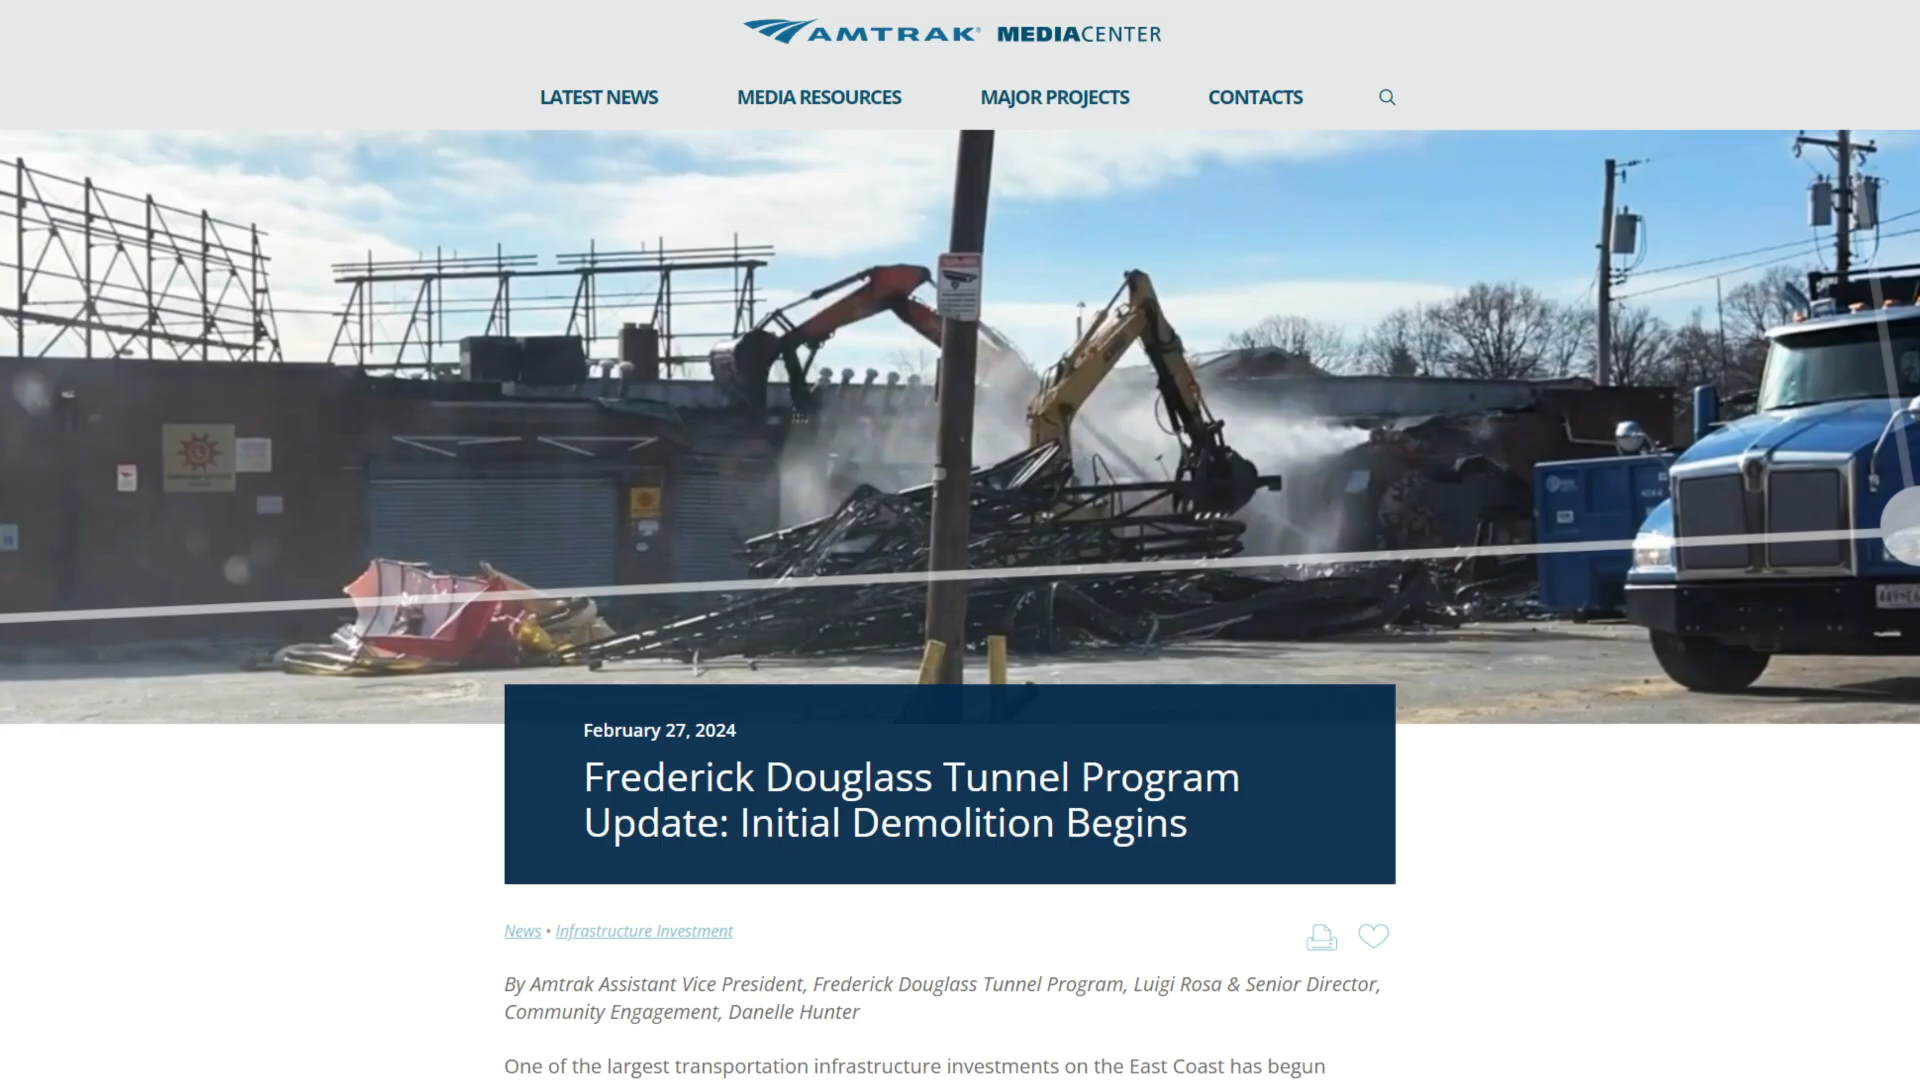 AMTRAK® MEDIACENTER
LATEST NEWS
MEDIA RESOURCES
MAJOR PROJECTS
CONTACTS
February 27, 2024
Frederick Douglass Tunnel Program
Update: Initial Demolition Begins
News • Infrastructure Investment
By Amtrak Assistant Vice President, Frederick Douglass Tunnel Program, Luigi Rosa & Senior Director,
Community Engagement, Danelle Hunter
One of the largest transportation infrastructure investments on the East Coast has begun